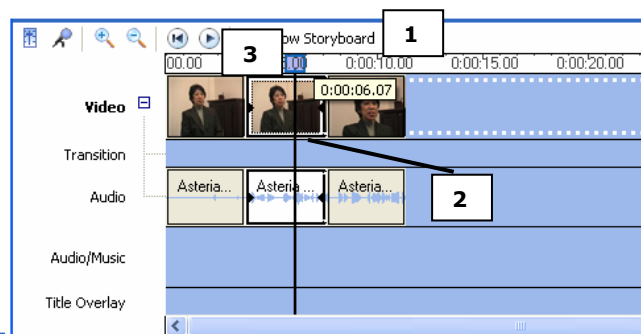 3 ow Storyboard 1
00.00 .00 0:00:10.00 0:00:15.00 0:00:20.00
Video 0:00:06.07
Transition
2
Audio Asteria... Asteria ... Asteria...
Audio/Music
Title Overlay